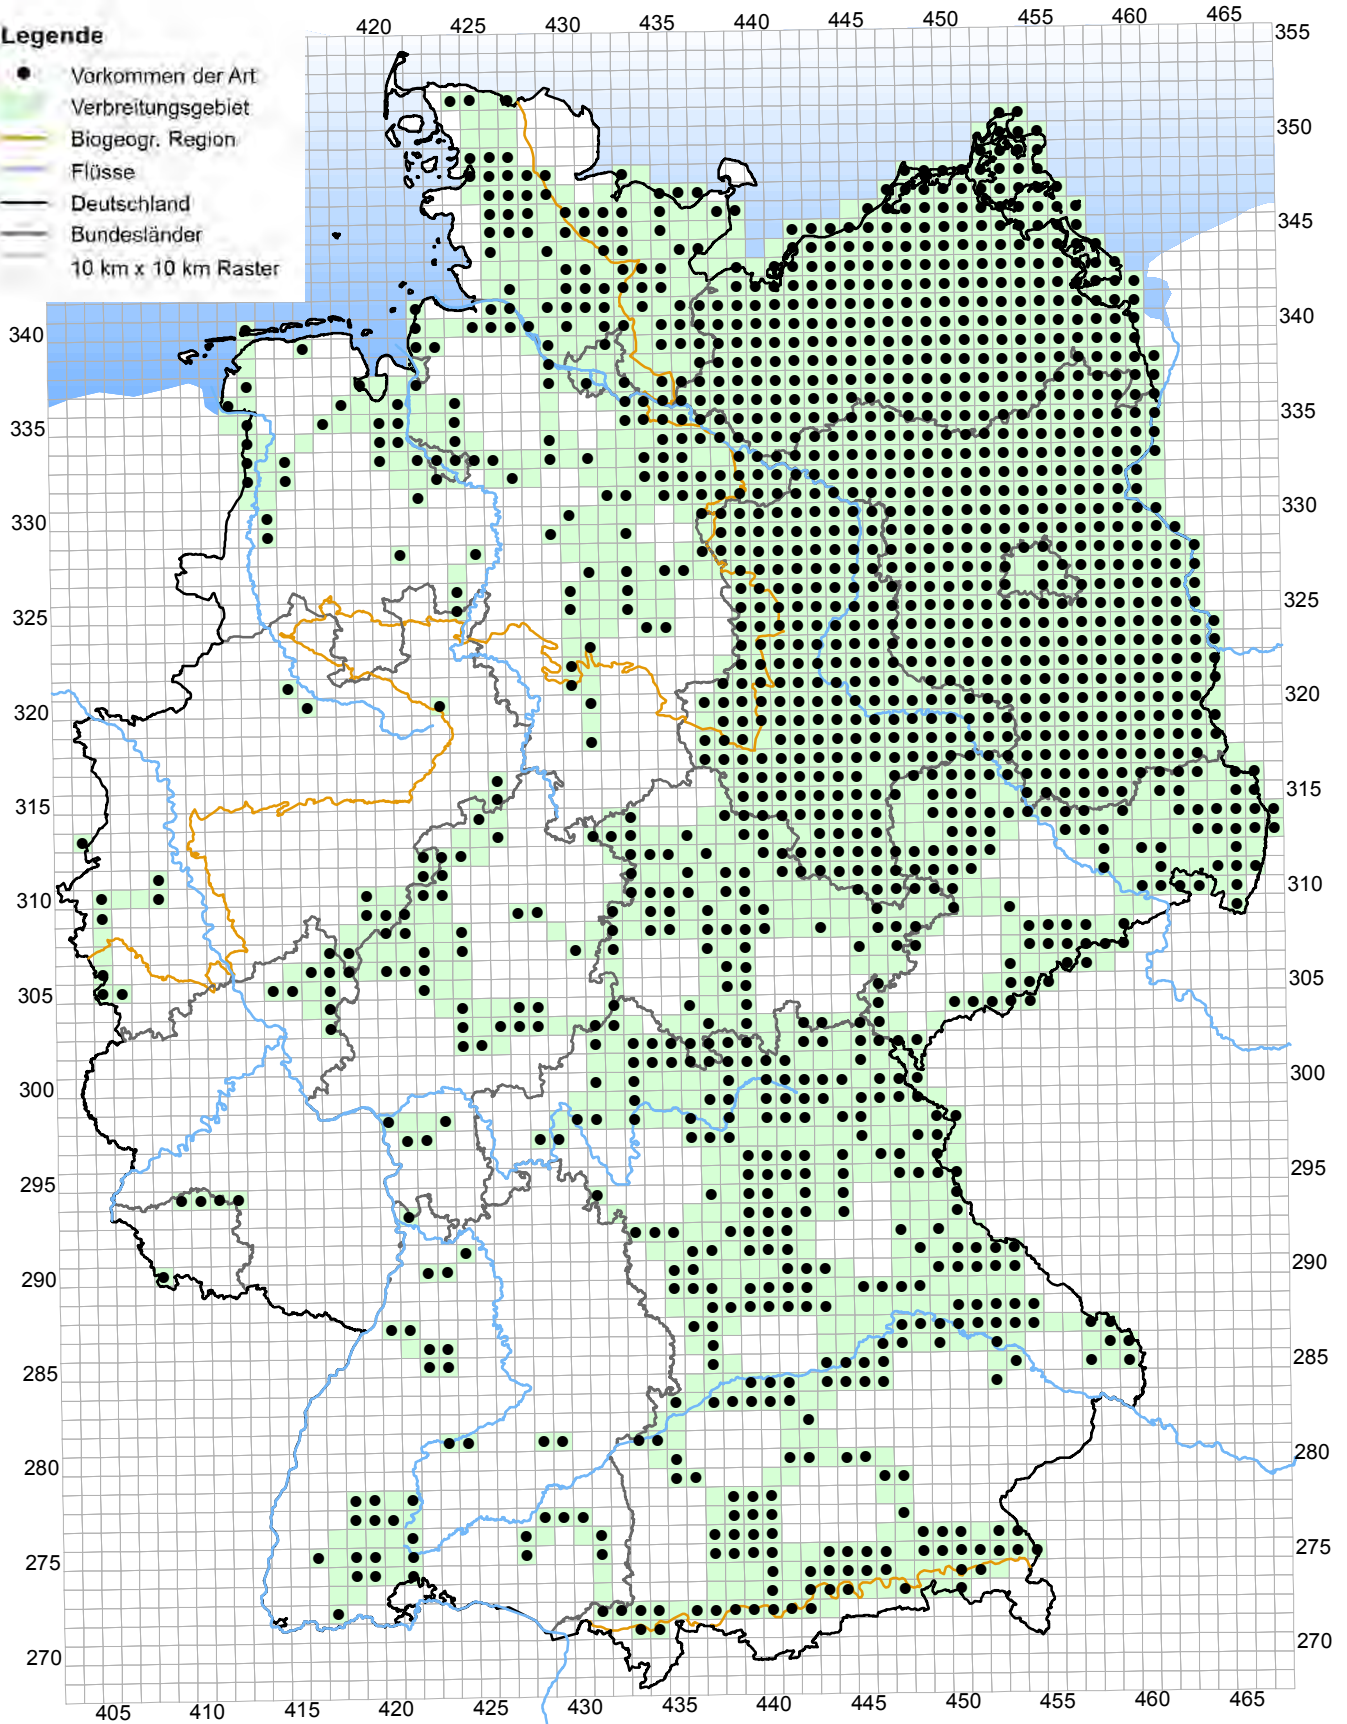 420 425 430 435 440 445 450 455 460 465
Legende
Vorkommen der Art
Verbreitungsgebiet
Biogeogr. Region
Flüsse
Deutschland
Bundesländer
10 km x 10 km Raster
355
350
345
340 340
335 335
330 330
325 325
320 320
315 315
310 310
305 305
300 300
295 295
290 290
285 285
280 280
275 275
270 270
405 410 415 420 425 430 435 440 445 450 455 460 465